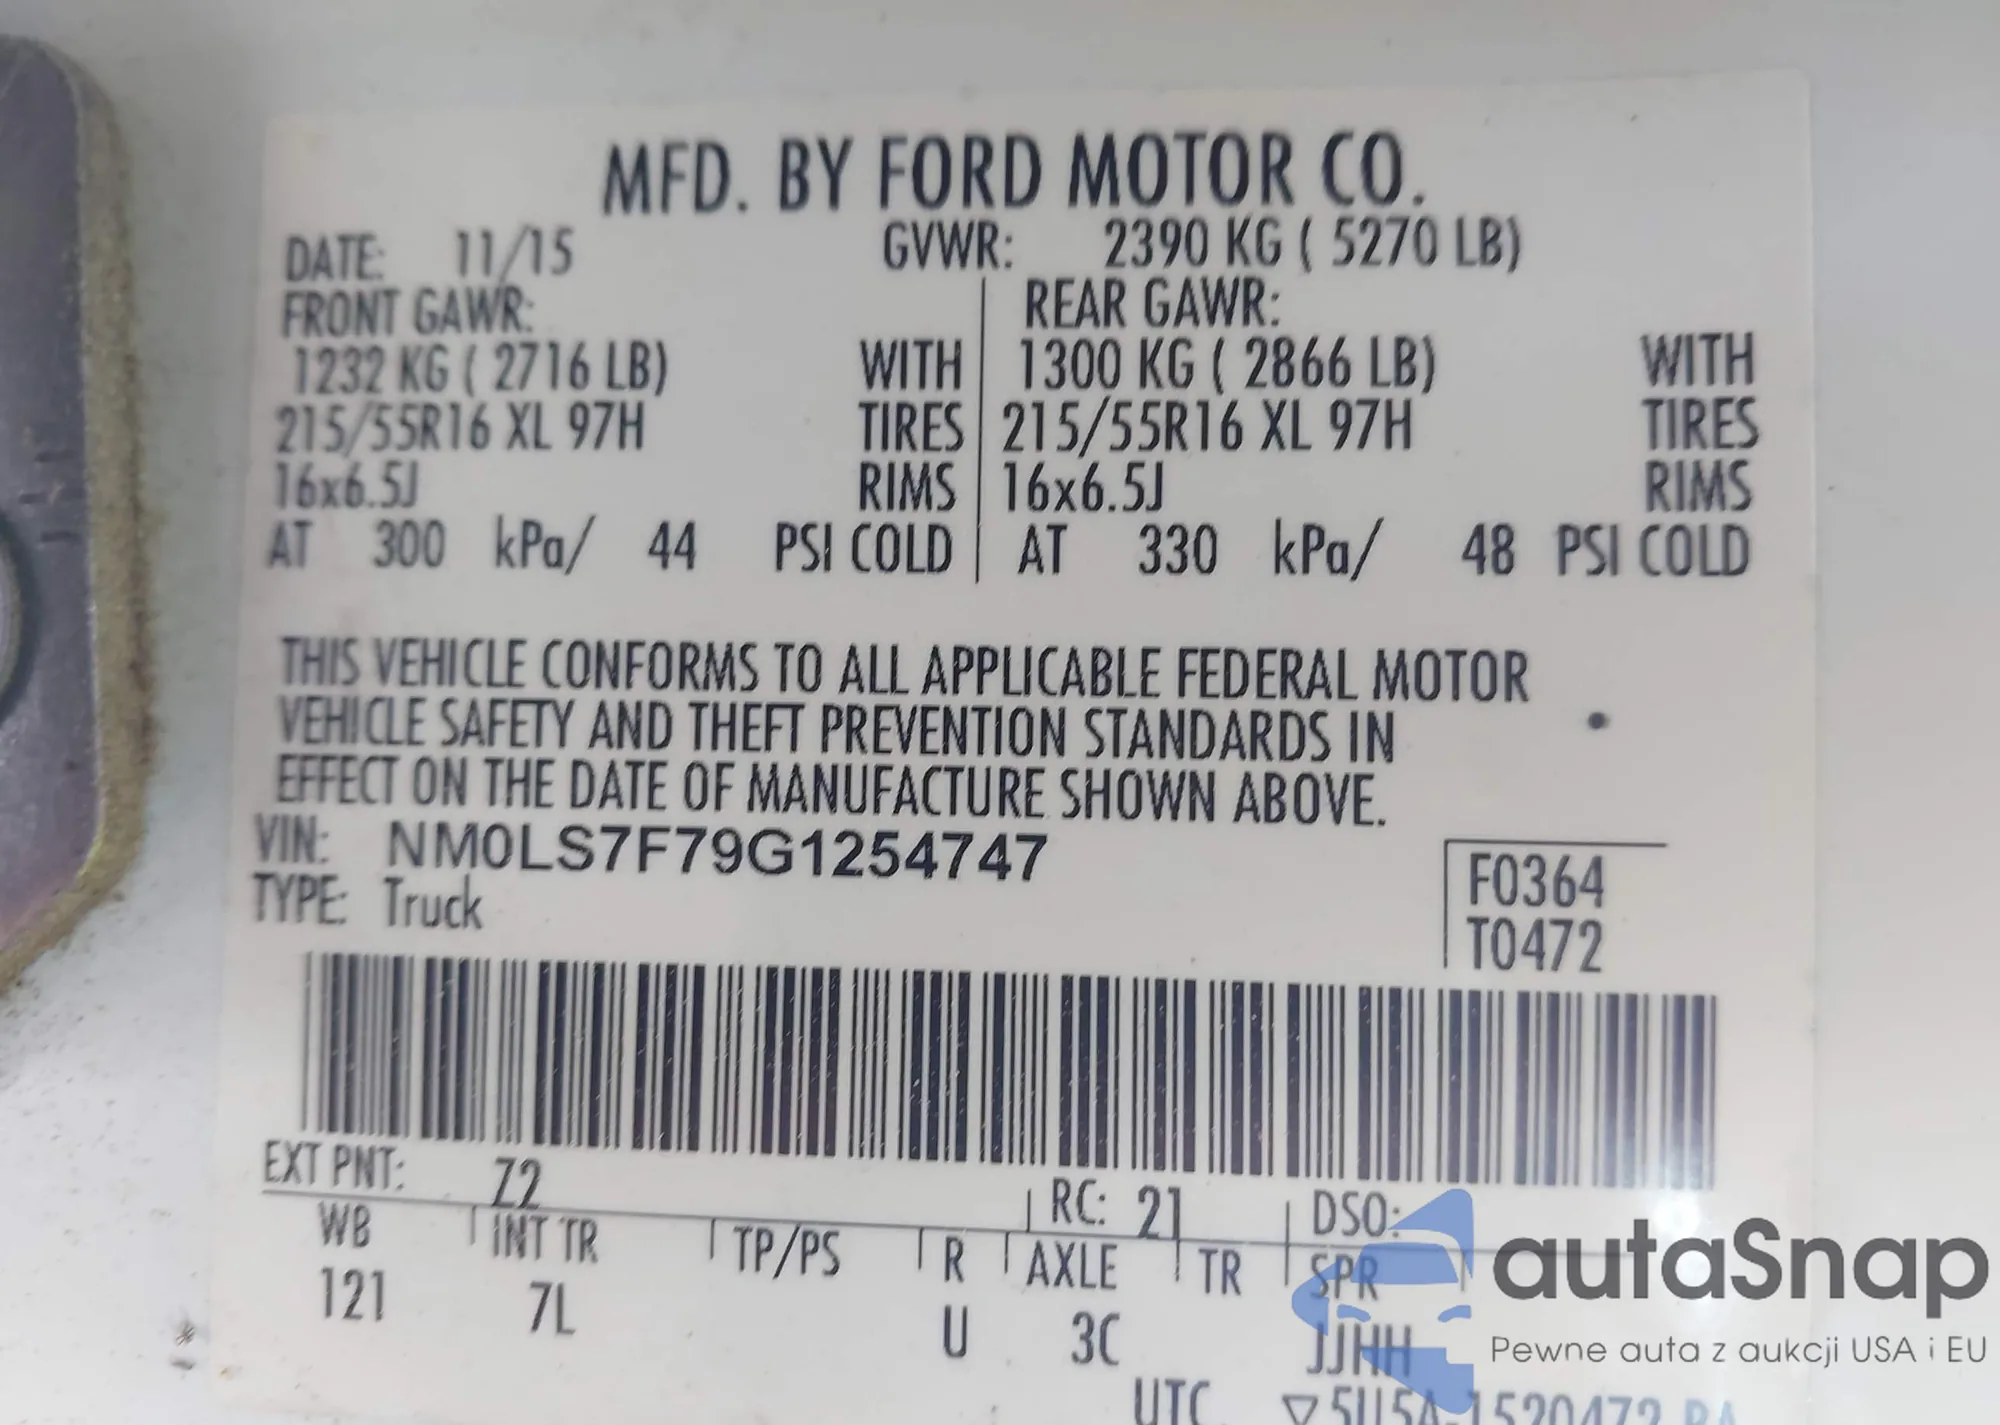 MFD. BY FORD MOTOR CO.
DATE: 11/15 GVWR: 2390 KG ( 5270 LB)
FRONT GAWR: REAR GAWR:
1232 KG ( 2716 LB) WITH 1300 KG ( 2866 LB) WITH
215/55R16 XL 97H TIRES 215/55R16 XL 97H TIRES
16x6.5J RIMS 16x6.5J RIMS
AT 300 kPa/ 44 PSI COLD AT 330 kPa/ 48 PSI COLD
THIS VEHICLE CONFORMS TO ALL APPLICABLE FEDERAL MOTOR
VEHICLE SAFETY AND THEFT PREVENTION STANDARDS IN
EFFECT ON THE DATE OF MANUFACTURE SHOWN ABOVE.
VIN: NM0LS7F79G1254747
TYPE: Truck
F0364
T0472
EXT PNT: Z2 RC: 21 DSO:
WB INT TR TP/PS R AXLE TR SPR
121 7L U 3C JJHH
UTC ▽5U5A-1520472-BA
autaSnap
Pewne auta z aukcji USA i EU